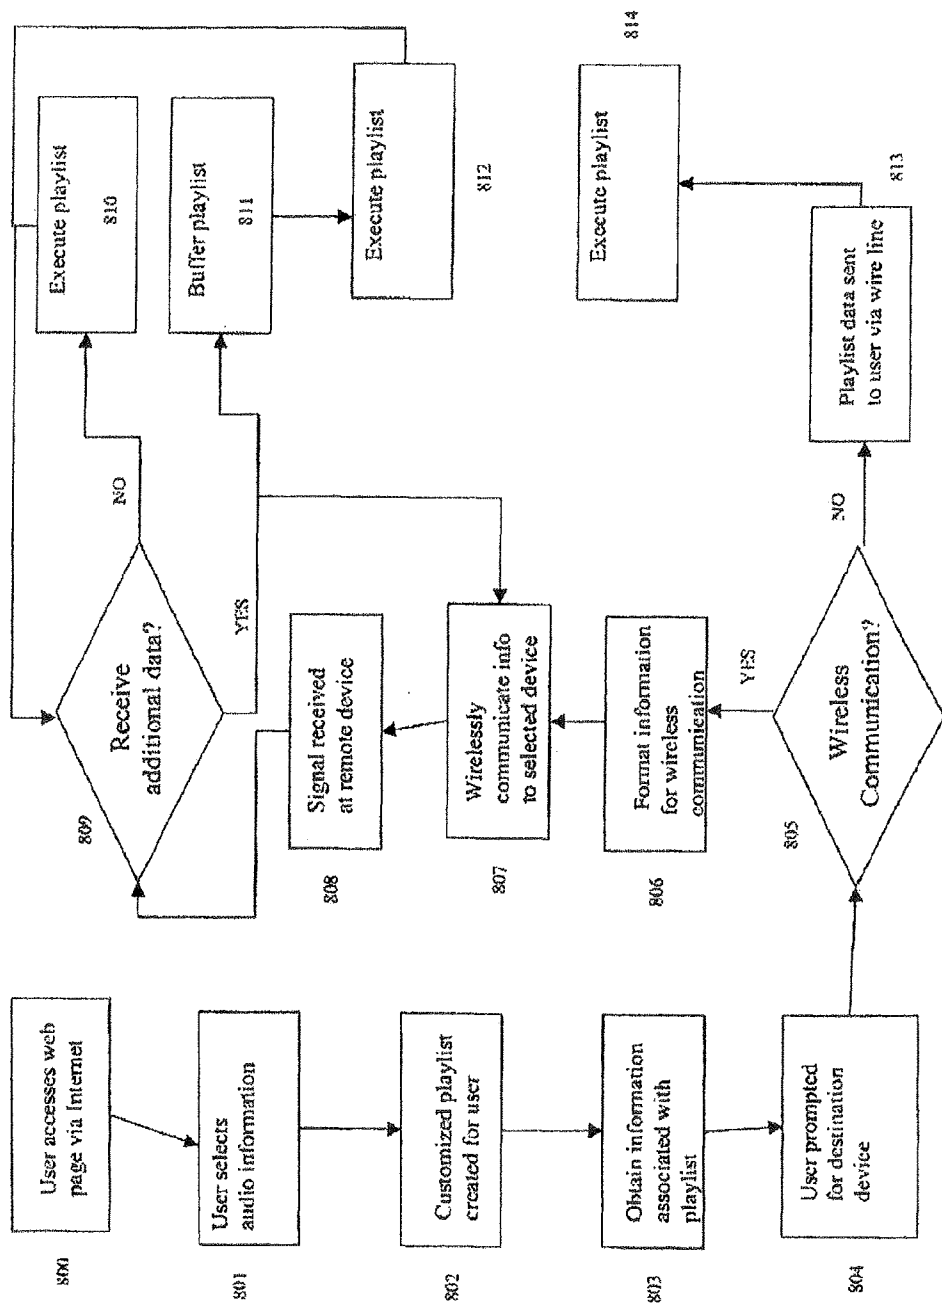 User accesses web
page via Internet
800
User selects
audio information
801
Customized playlist
created for user
802
Obtain information
associated with
playlist
803
User prompted
for destination
device
804
Wireless
Communication?
805
YES
NO
Format information
for wireless
communication
806
Wirelessly
communicate info
to selected device
807
Signal received
at remote device
808
Receive
additional data?
809
NO
YES
Execute playlist
810
Buffer playlist
811
Execute playlist
812
Playlist data sent
to user via wire line
813
Execute playlist
814